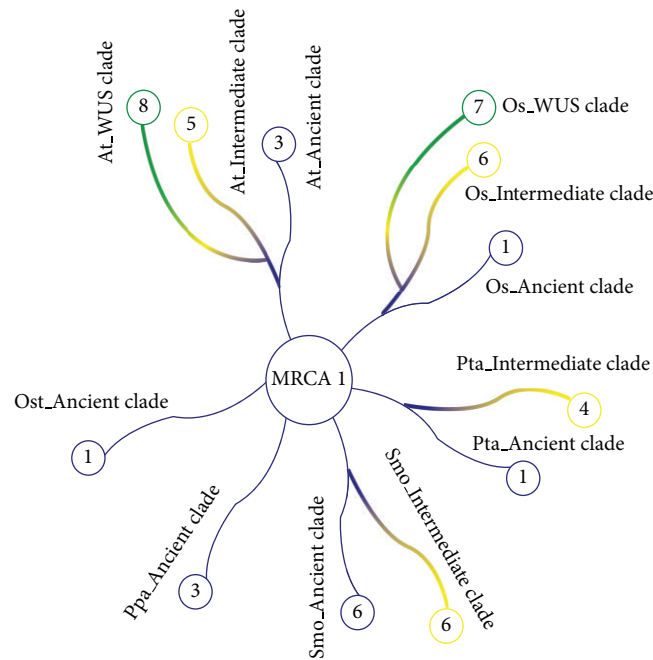 At_WUS clade
8
At_Intermediate clade
5
At_Ancient clade
3
Os_WUS clade
7
Os_Intermediate clade
6
Os_Ancient clade
1
MRCA 1
Pta_Intermediate clade
4
Pta_Ancient clade
1
Ost_Ancient clade
1
Ppa_Ancient clade
3
Smo_Ancient clade
6
Smo_Intermediate clade
6